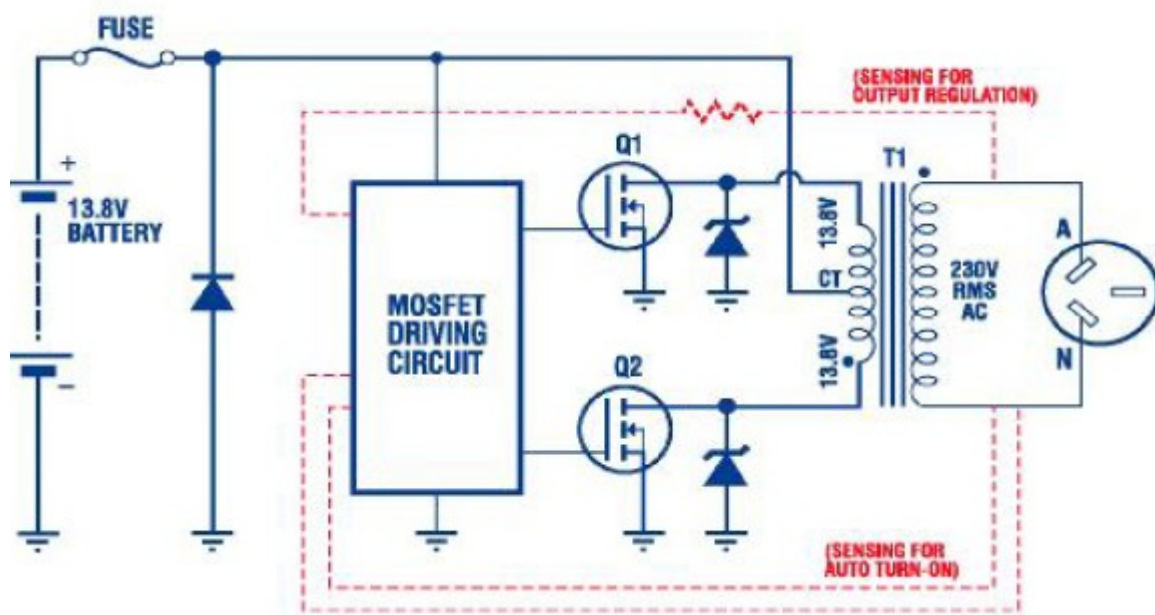 FUSE
(SENSING FOR
OUTPUT REGULATION)
Q1
T1
+
13.8V
BATTERY
13.8V
A
MOSFET
DRIVING
CIRCUIT
CT
230V
RMS
AC
Q2
13.8V
N
–
(SENSING FOR
AUTO TURN-ON)